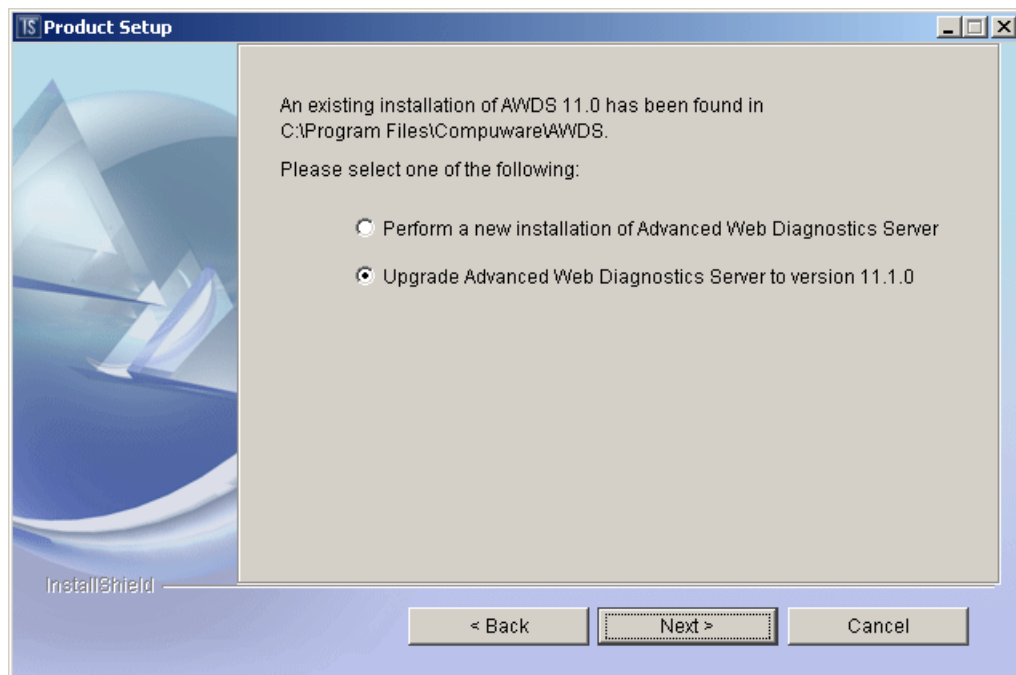 TS Product Setup
An existing installation of AWDS 11.0 has been found in
C:\Program Files\Compuware\AWDS.
Please select one of the following:
Perform a new installation of Advanced Web Diagnostics Server
Upgrade Advanced Web Diagnostics Server to version 11.1.0
InstallShield
< Back
Next >
Cancel